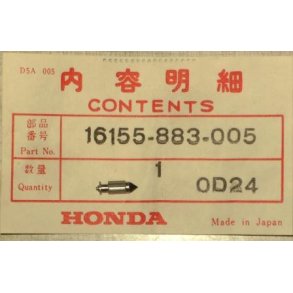 D5A 005
内容明細
CONTENTS
部品番号 Part No. 16155-883-005
数量 Quantity 1 0D24
HONDA Made in Japan